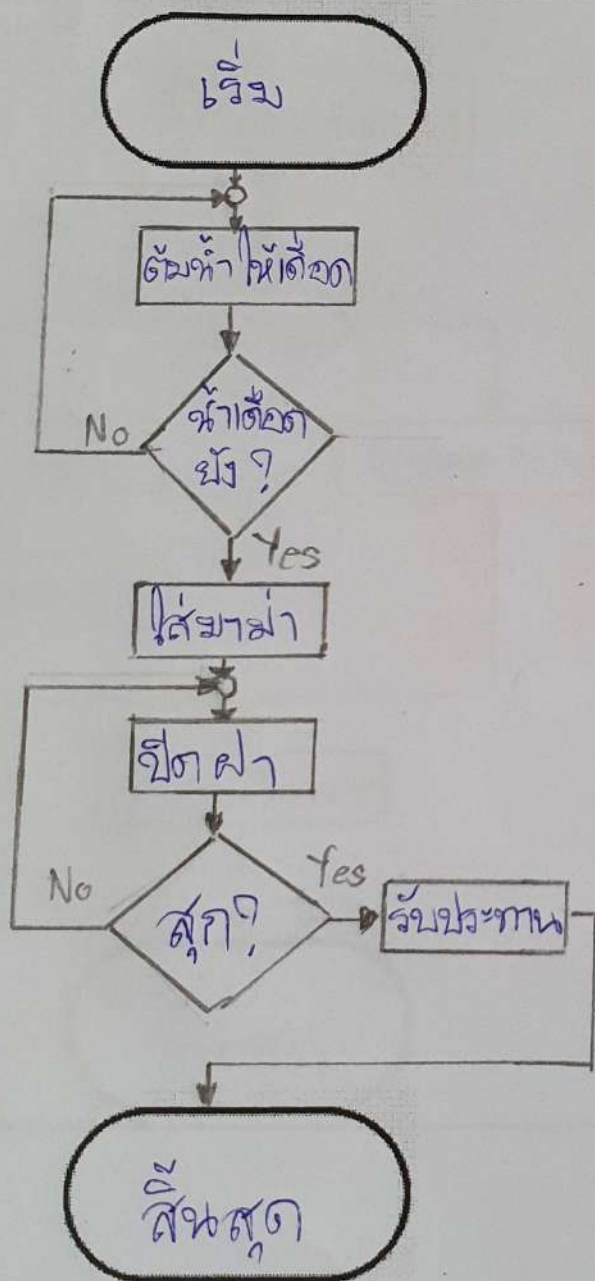 เริ่ม
ต้มน้ำให้เดือด
น้ำเดือด
ยัง?
No
Yes
ใส่มาม่า
ปิดฝา
สุก?
No
Yes
รับประทาน
สิ้นสุด